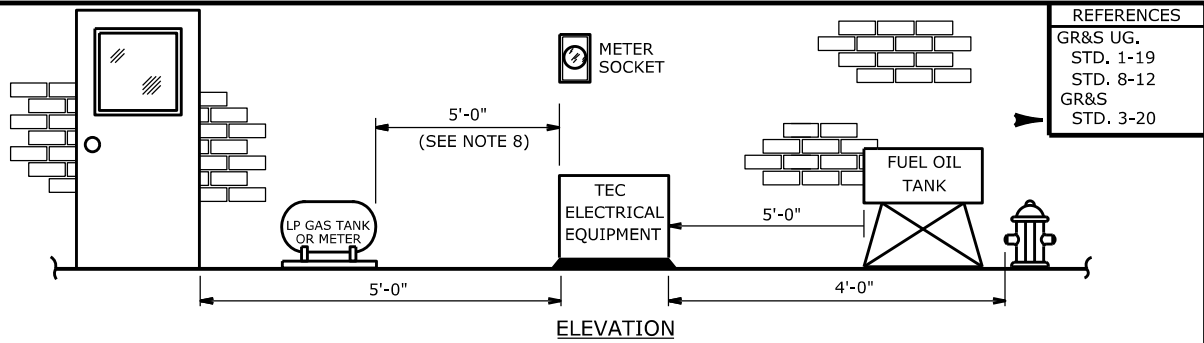 REFERENCES
GR&S UG.
STD. 1-19
STD. 8-12
GR&S
STD. 3-20
METER
SOCKET
5'-0"
(SEE NOTE 8)
FUEL OIL
TANK
TEC
ELECTRICAL
EQUIPMENT
LP GAS TANK
OR METER
5'-0"
5'-0"
4'-0"
ELEVATION